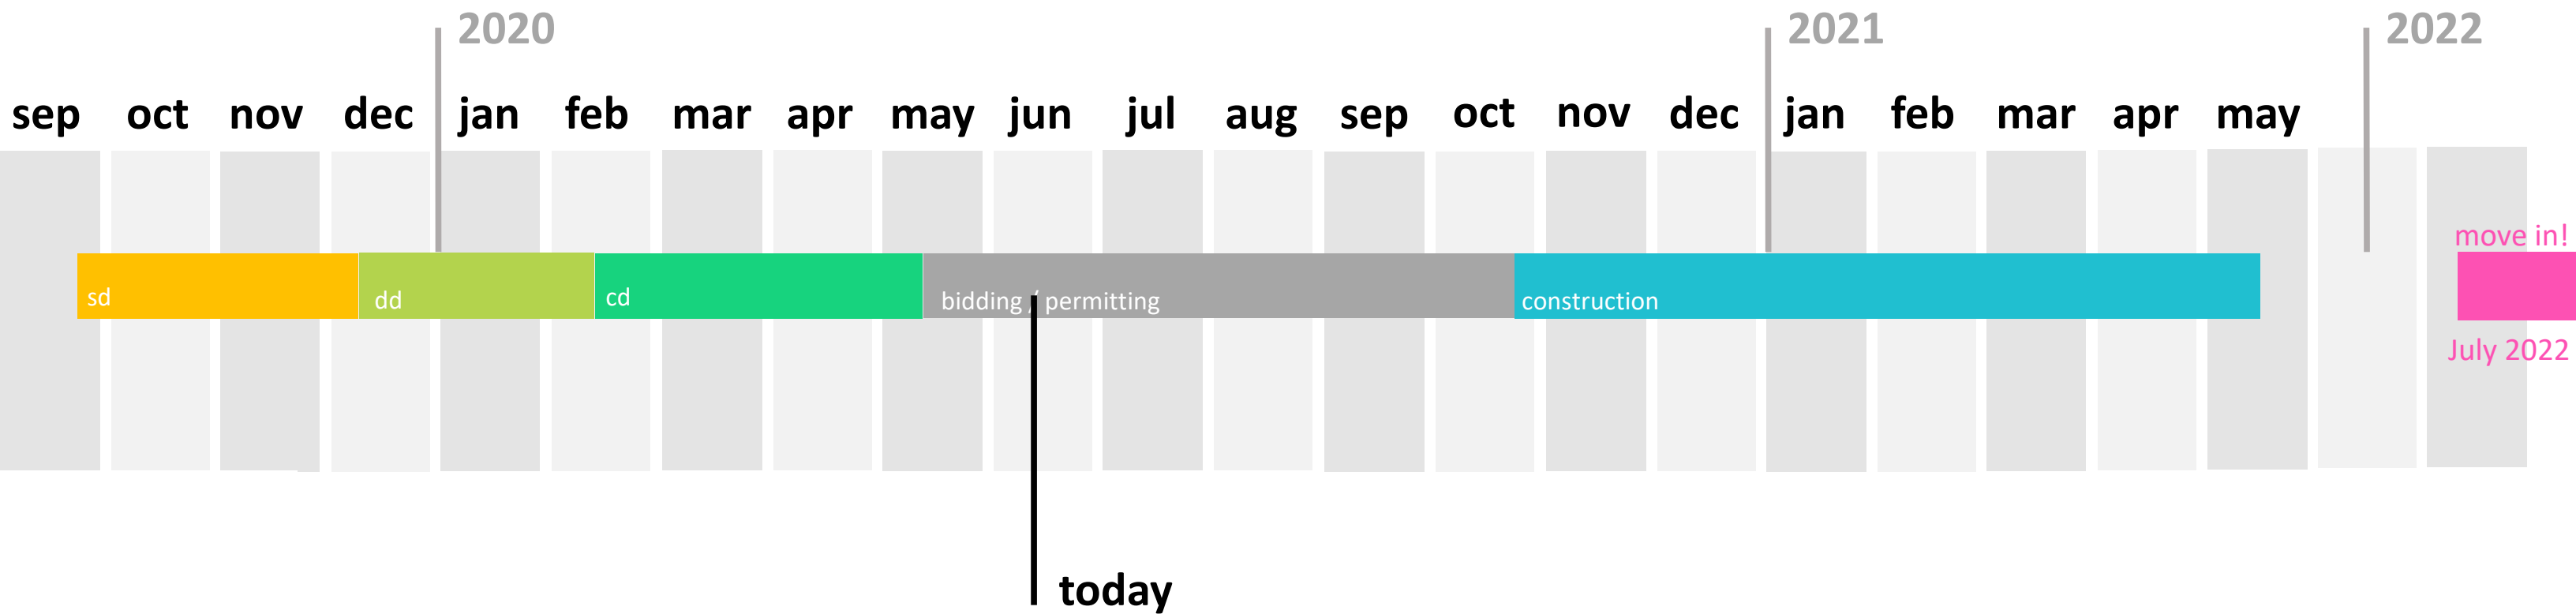 2020 2021 2022
sep oct nov dec jan feb mar apr may jun jul aug sep oct nov dec jan feb mar apr may
move in!
sd dd cd bidding / permitting construction
July 2022
today